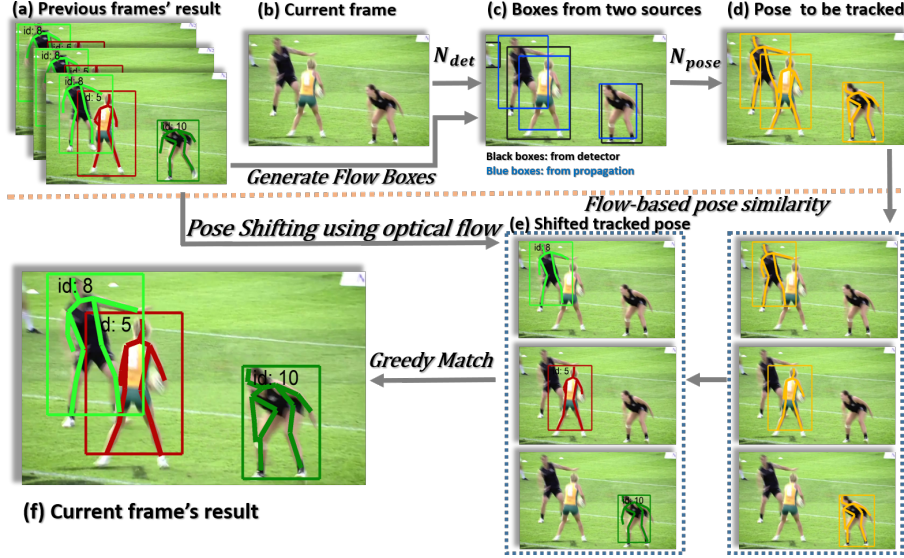 (a) Previous frames' result
(b) Current frame
(c) Boxes from two sources
(d) Pose to be tracked
id: 8
id: 8
5
id: 10
N_det
N_pose
Generate Flow Boxes
Black boxes: from detector
Blue boxes: from propagation
Flow-based pose similarity
Pose Shifting using optical flow
(e) Shifted tracked pose
id: 8
id: 5
id: 10
Greedy Match
id: 8
id: 5
id: 10
(f) Current frame's result